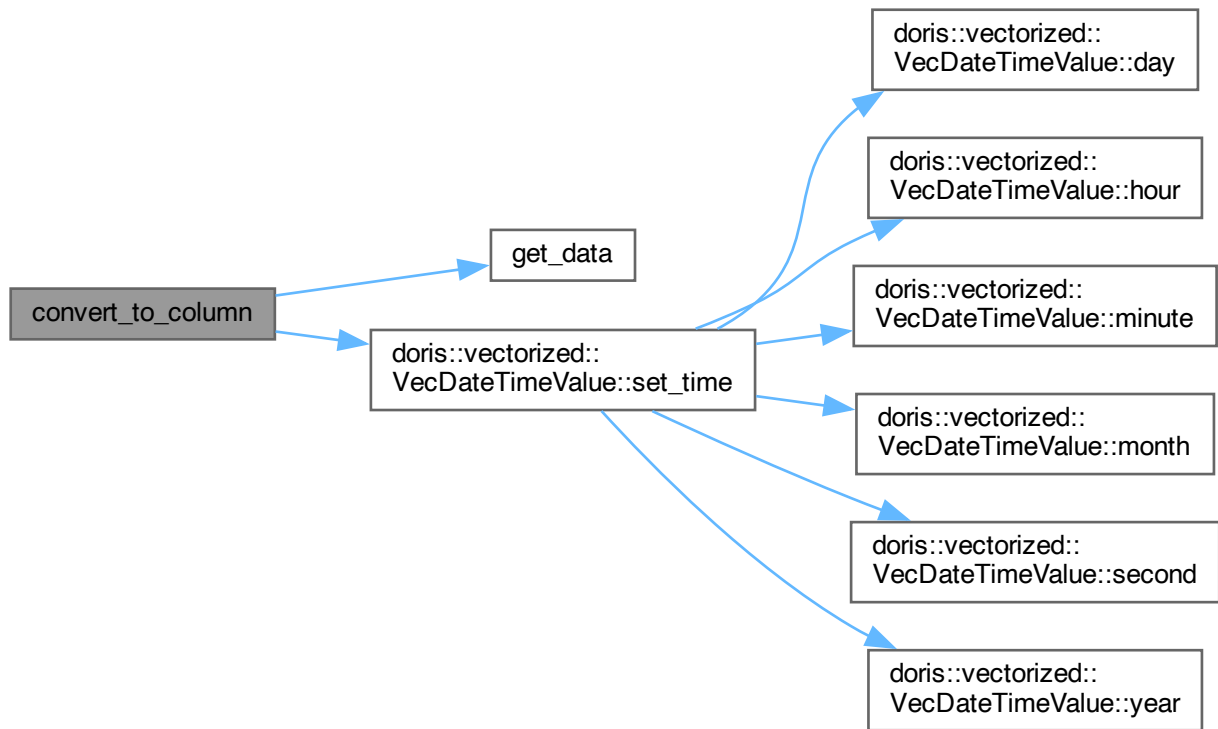 doris::vectorized::
VecDateTimeValue::day
doris::vectorized::
VecDateTimeValue::hour
get_data
convert_to_column
doris::vectorized::
VecDateTimeValue::minute
doris::vectorized::
VecDateTimeValue::set_time
doris::vectorized::
VecDateTimeValue::month
doris::vectorized::
VecDateTimeValue::second
doris::vectorized::
VecDateTimeValue::year